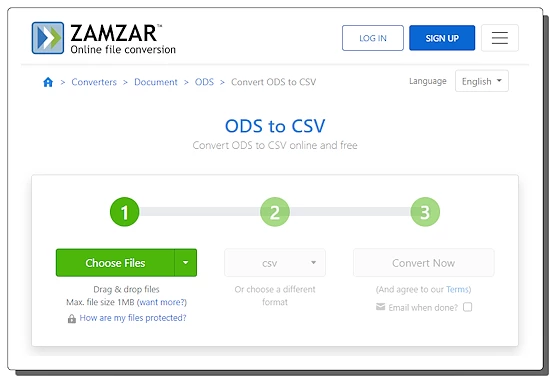 ZAMZAR™
Online file conversion
LOG IN
SIGN UP
> Converters > Document > ODS > Convert ODS to CSV
Language
English
ODS to CSV
Convert ODS to CSV online and free
1
2
3
Choose Files
csv
Convert Now
Drag & drop files
Max. file size 1MB (want more?)
How are my files protected?
Or choose a different
format
(And agree to our Terms)
Email when done?